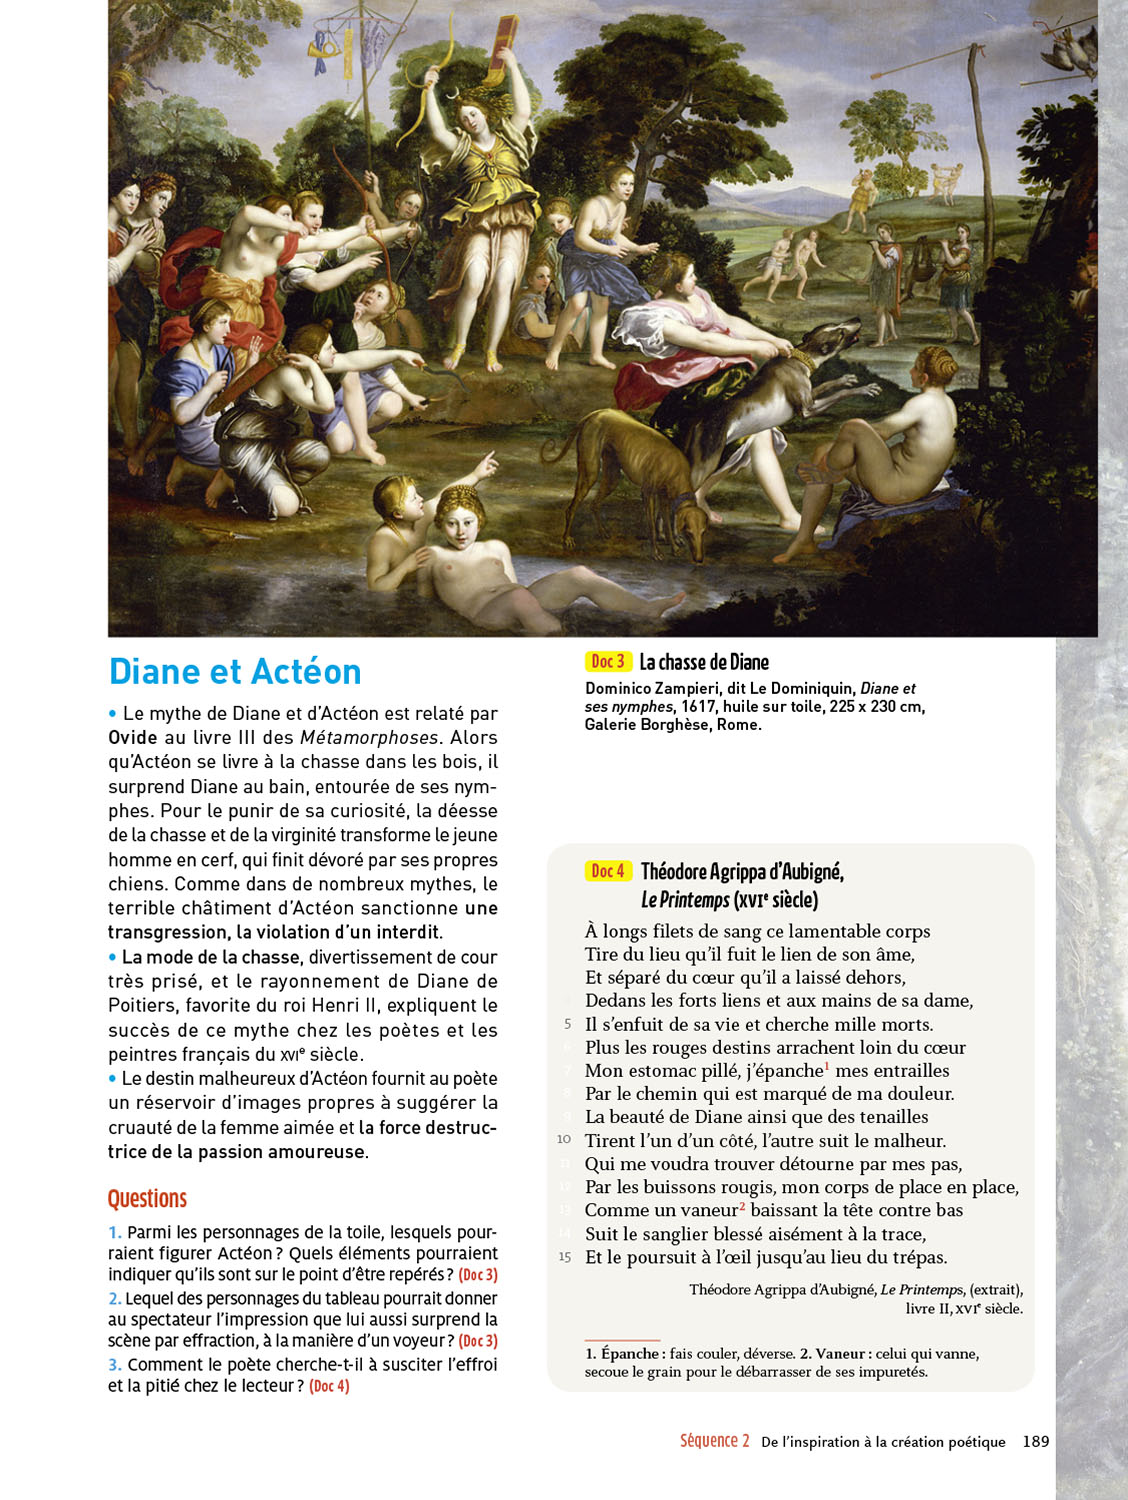 Diane et Actéon
• Le mythe de Diane et d’Actéon est relaté par
Ovide au livre III des Métamorphoses. Alors
qu’Actéon se livre à la chasse dans les bois, il
surprend Diane au bain, entourée de ses nym-
phes. Pour le punir de sa curiosité, la déesse
de la chasse et de la virginité transforme le jeune
homme en cerf, qui finit dévoré par ses propres
chiens. Comme dans de nombreux mythes, le
terrible châtiment d’Actéon sanctionne une
transgression, la violation d’un interdit.
• La mode de la chasse, divertissement de cour
très prisé, et le rayonnement de Diane de
Poitiers, favorite du roi Henri II, expliquent le
succès de ce mythe chez les poètes et les
peintres français du XVIe siècle.
• Le destin malheureux d’Actéon fournit au poète
un réservoir d’images propres à suggérer la
cruauté de la femme aimée et la force destruc-
trice de la passion amoureuse.
Questions
1. Parmi les personnages de la toile, lesquels pour-
raient figurer Actéon ? Quels éléments pourraient
indiquer qu’ils sont sur le point d’être repérés ? (Doc 3)
2. Lequel des personnages du tableau pourrait donner
au spectateur l’impression que lui aussi surprend la
scène par effraction, à la manière d’un voyeur ? (Doc 3)
3. Comment le poète cherche-t-il à susciter l’effroi
et la pitié chez le lecteur ? (Doc 4)
Doc 3 La chasse de Diane
Dominico Zampieri, dit Le Dominiquin, Diane et
ses nymphes, 1617, huile sur toile, 225 x 230 cm,
Galerie Borghèse, Rome.
Doc 4 Théodore Agrippa d’Aubigné,
Le Printemps (XVIe siècle)
À longs filets de sang ce lamentable corps
Tire du lieu qu’il fuit le lien de son âme,
Et séparé du cœur qu’il a laissé dehors,
4 Dedans les forts liens et aux mains de sa dame,
5 Il s’enfuit de sa vie et cherche mille morts.
6 Plus les rouges destins arrachent loin du cœur
7 Mon estomac pillé, j’épanche1 mes entrailles
8 Par le chemin qui est marqué de ma douleur.
9 La beauté de Diane ainsi que des tenailles
10 Tirent l’un d’un côté, l’autre suit le malheur.
11 Qui me voudra trouver détourne par mes pas,
12 Par les buissons rougis, mon corps de place en place,
13 Comme un vaneur2 baissant la tête contre bas
14 Suit le sanglier blessé aisément à la trace,
15 Et le poursuit à l’œil jusqu’au lieu du trépas.
Théodore Agrippa d’Aubigné, Le Printemps, (extrait),
livre II, XVIe siècle.
1. Épanche : fais couler, déverse. 2. Vaneur : celui qui vanne,
secoue le grain pour le débarrasser de ses impuretés.
Séquence 2 De l’inspiration à la création poétique 189